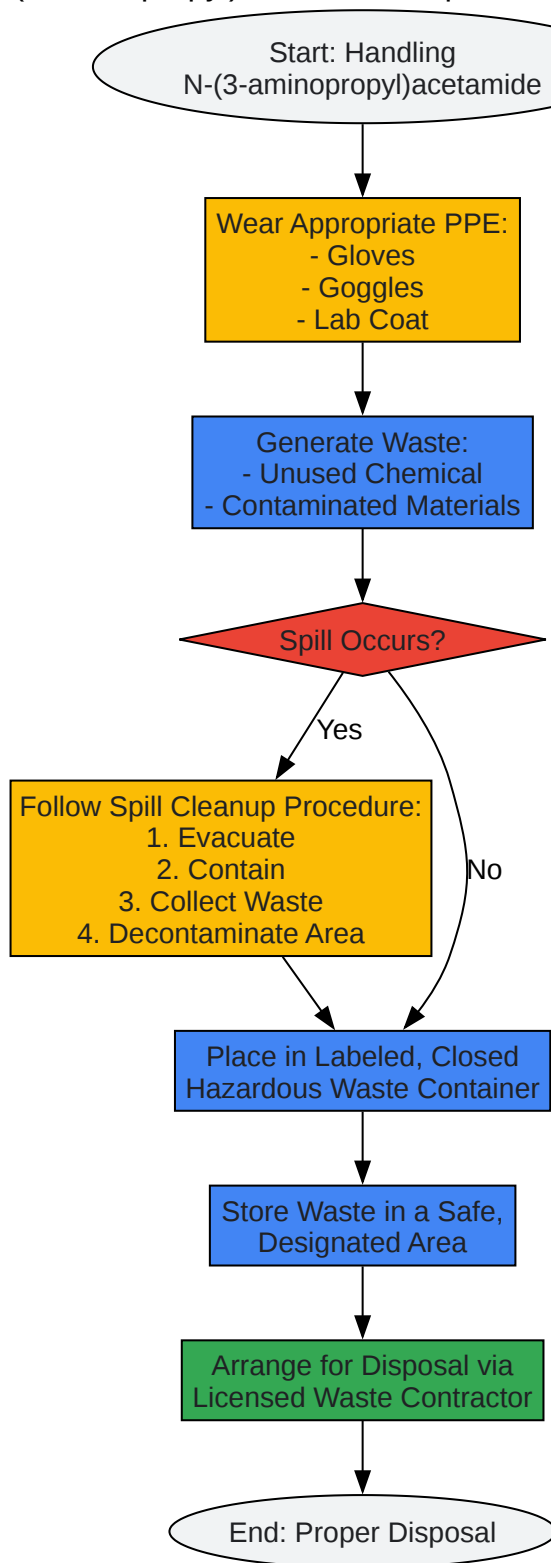 Start: Handling
N-(3-aminopropyl)acetamide
Wear Appropriate PPE:
- Gloves
- Goggles
- Lab Coat
Generate Waste:
- Unused Chemical
- Contaminated Materials
Spill Occurs?
Yes
Follow Spill Cleanup Procedure:
1. Evacuate
2. Contain
3. Collect Waste
4. Decontaminate Area
No
Place in Labeled, Closed
Hazardous Waste Container
Store Waste in a Safe,
Designated Area
Arrange for Disposal via
Licensed Waste Contractor
End: Proper Disposal